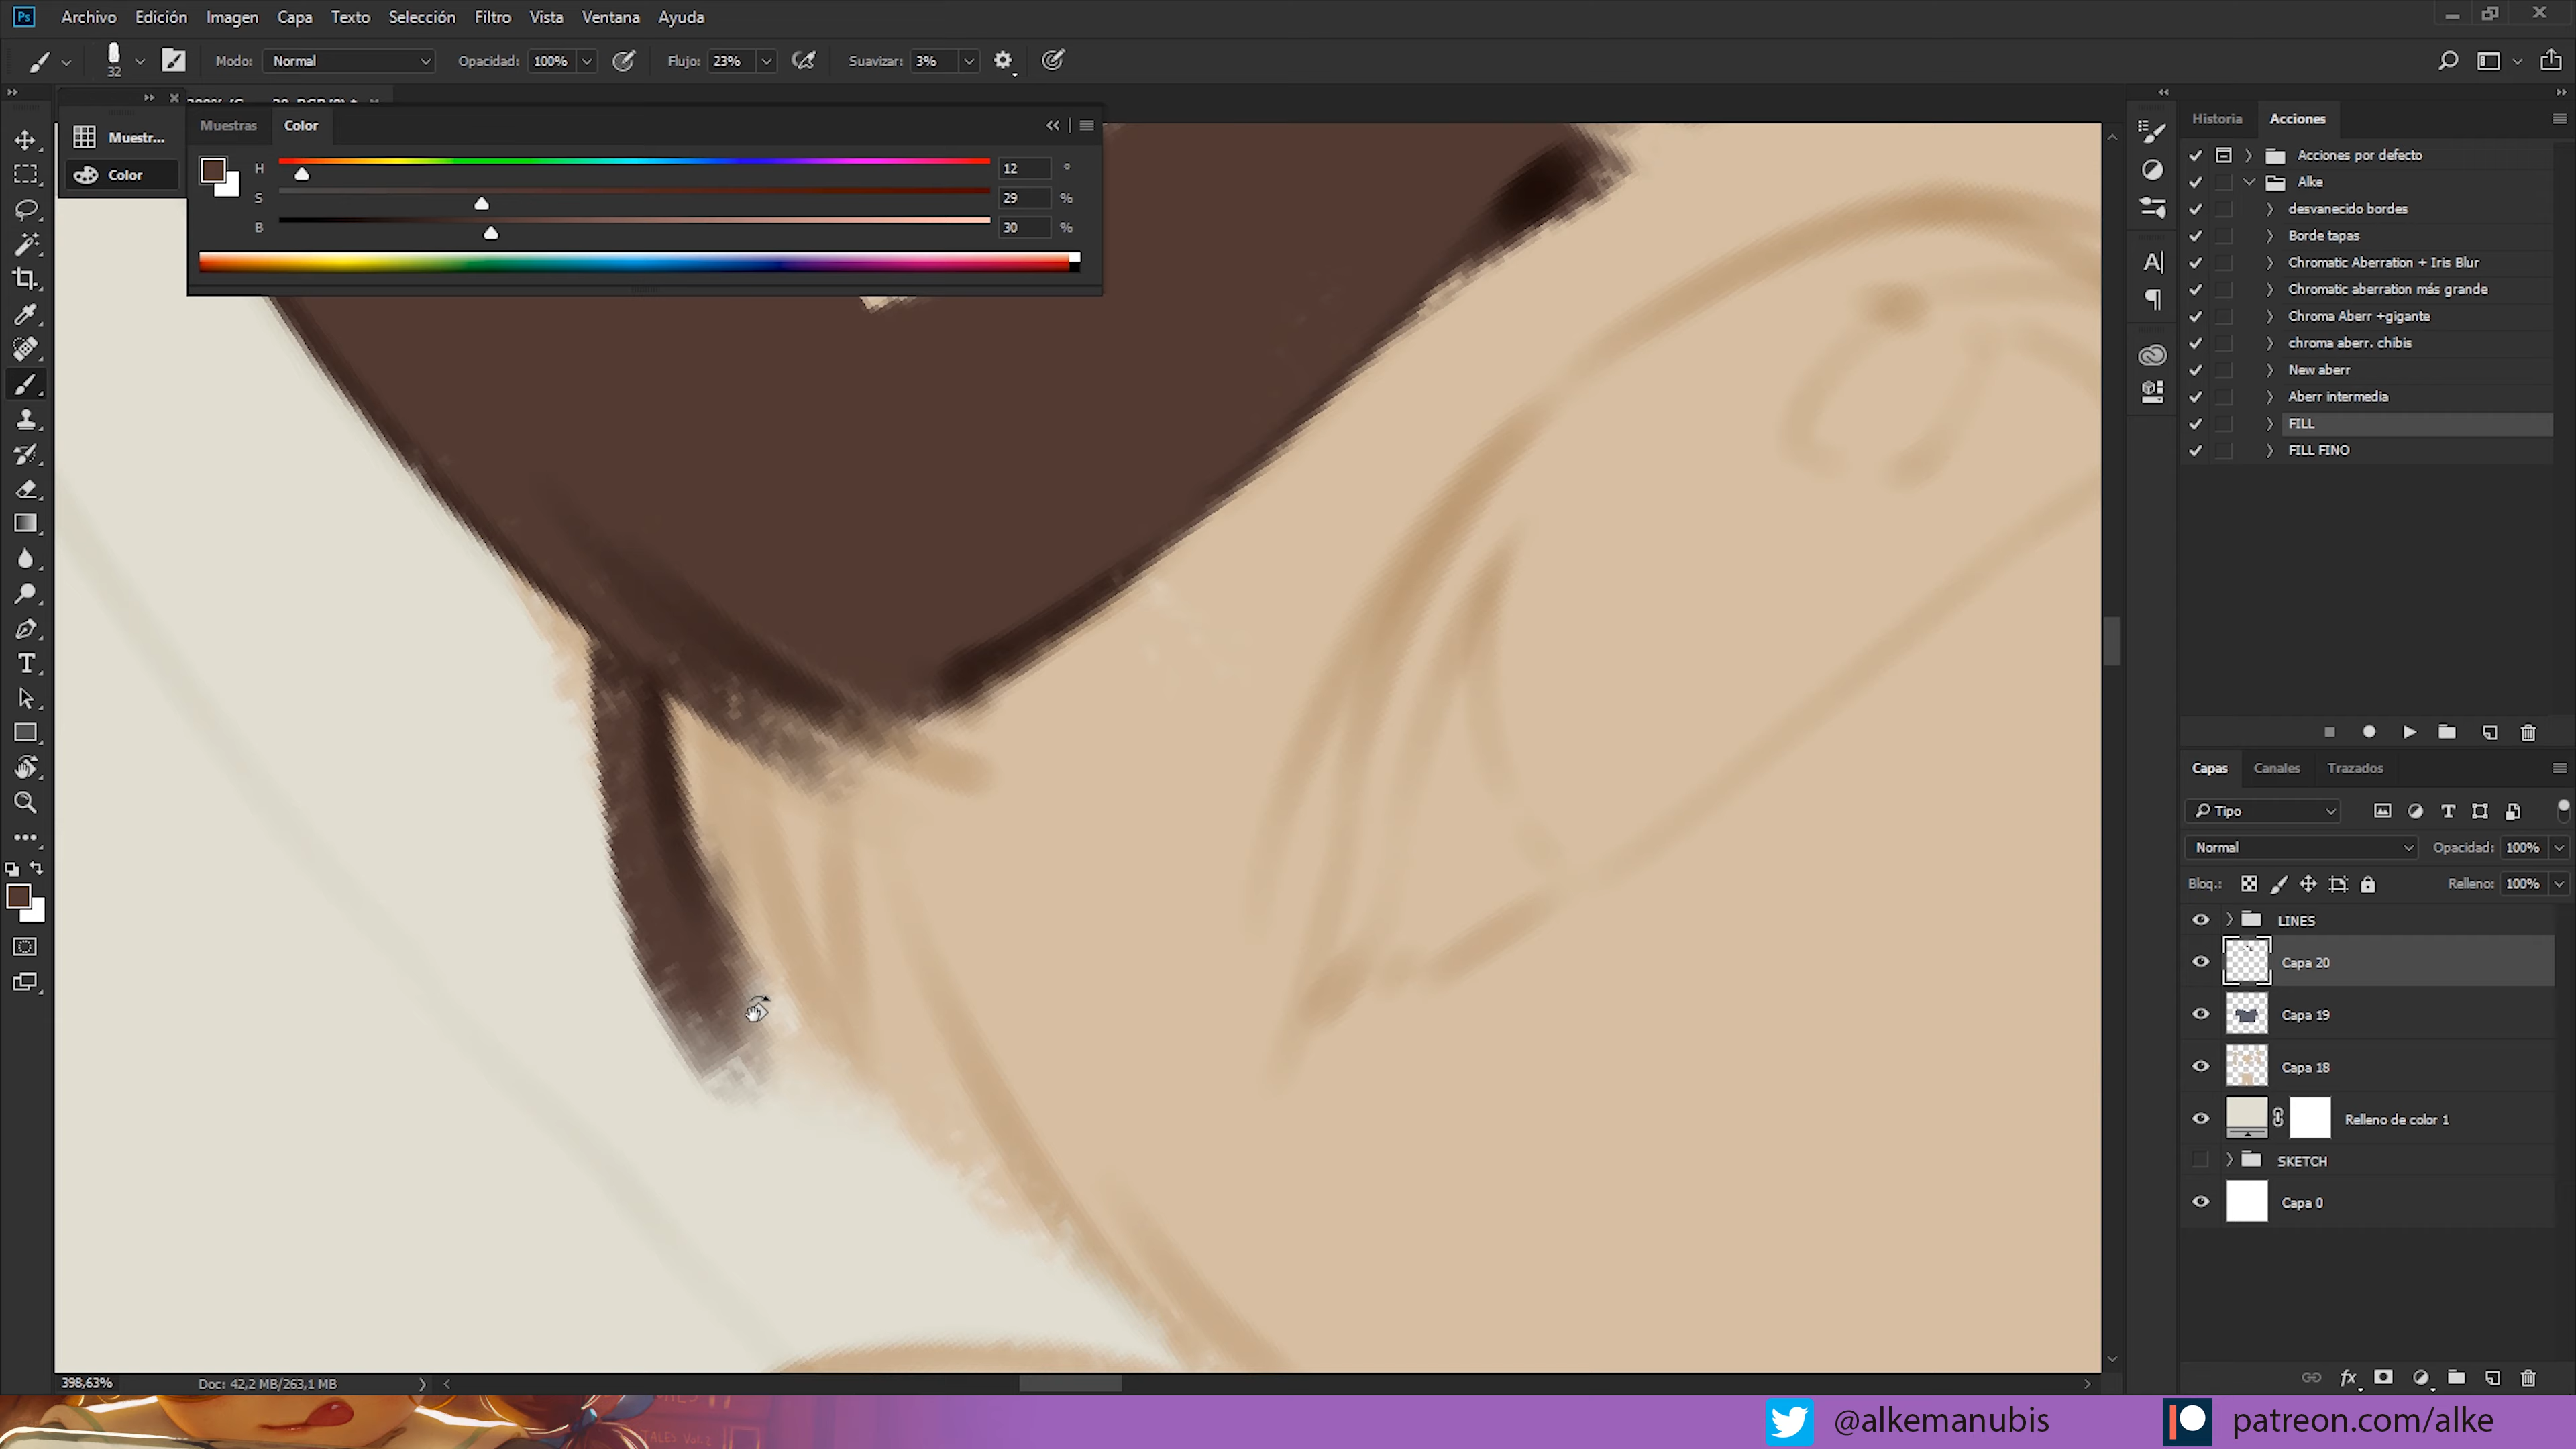 Ps Archivo Edición Imagen Capa Texto Selección Filtro Vista Ventana Ayuda
32 Modo: Normal Opacidad: 100% Flujo: 23% Suavizar: 3%
Muestr...
Color
Muestras Color
H 12 °
S 29 %
B 30 %
Historia Acciones
Acciones por defecto
Alke
desvanecido bordes
Borde tapas
Chromatic Aberration + Iris Blur
Chromatic aberration más grande
Chroma Aberr +gigante
chroma aberr. chibis
New aberr
Aberr intermedia
FILL
FILL FINO
Capas Canales Trazados
Tipo
Normal Opacidad: 100%
Bloq.: Relleno: 100%
LINES
Capa 20
Capa 19
Capa 18
Relleno de color 1
SKETCH
Capa 0
398,63% Doc: 42,2 MB/263,1 MB
@alkemanubis
patreon.com/alke